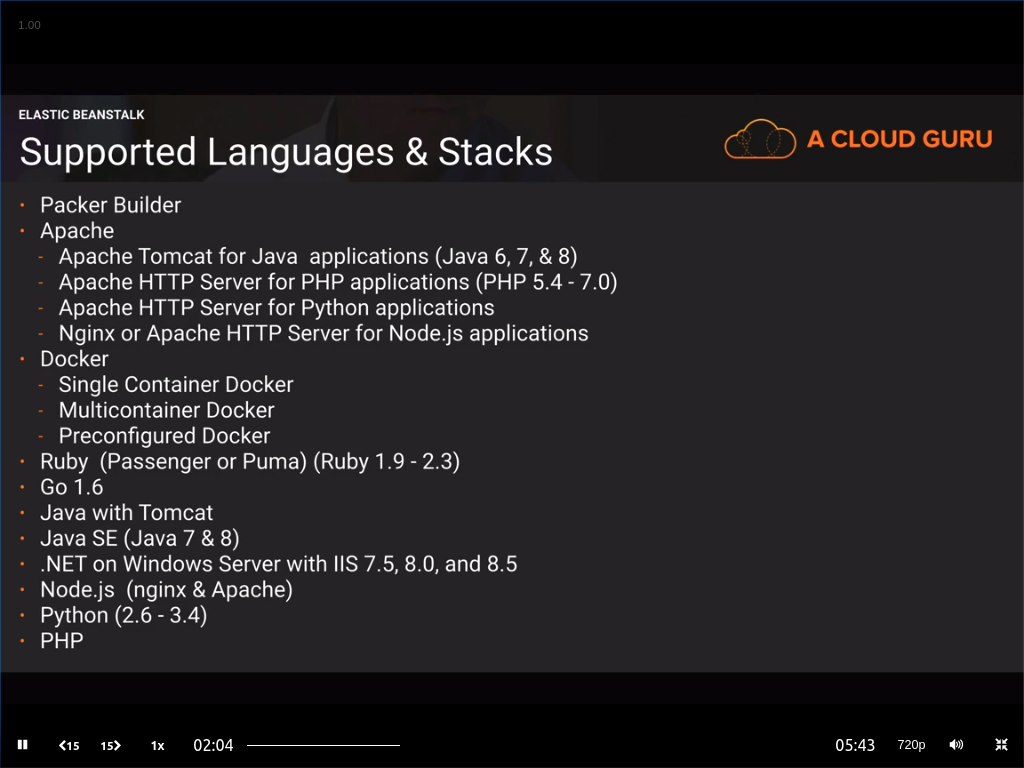 1.00
ELASTIC BEANSTALK
Supported Languages & Stacks
A CLOUD GURU
• Packer Builder
• Apache
- Apache Tomcat for Java applications (Java 6, 7, & 8)
- Apache HTTP Server for PHP applications (PHP 5.4 - 7.0)
- Apache HTTP Server for Python applications
- Nginx or Apache HTTP Server for Node.js applications
• Docker
- Single Container Docker
- Multicontainer Docker
- Preconfigured Docker
• Ruby (Passenger or Puma) (Ruby 1.9 - 2.3)
• Go 1.6
• Java with Tomcat
• Java SE (Java 7 & 8)
• .NET on Windows Server with IIS 7.5, 8.0, and 8.5
• Node.js (nginx & Apache)
• Python (2.6 - 3.4)
• PHP
15 15 1x 02:04 05:43 720p